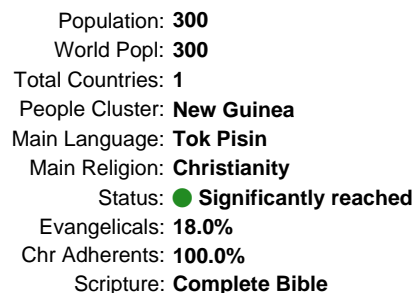 Population: 300
World Popl: 300
Total Countries: 1
People Cluster: New Guinea
Main Language: Tok Pisin
Main Religion: Christianity
Status: Significantly reached
Evangelicals: 18.0%
Chr Adherents: 100.0%
Scripture: Complete Bible